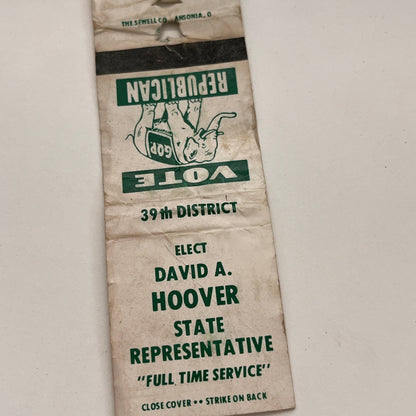 THE SEWELL CO. ANSONIA, O
VOTE
GOP
REPUBLICAN
39th DISTRICT
ELECT
DAVID A.
HOOVER
STATE
REPRESENTATIVE
"FULL TIME SERVICE"
CLOSE COVER •• STRIKE ON BACK